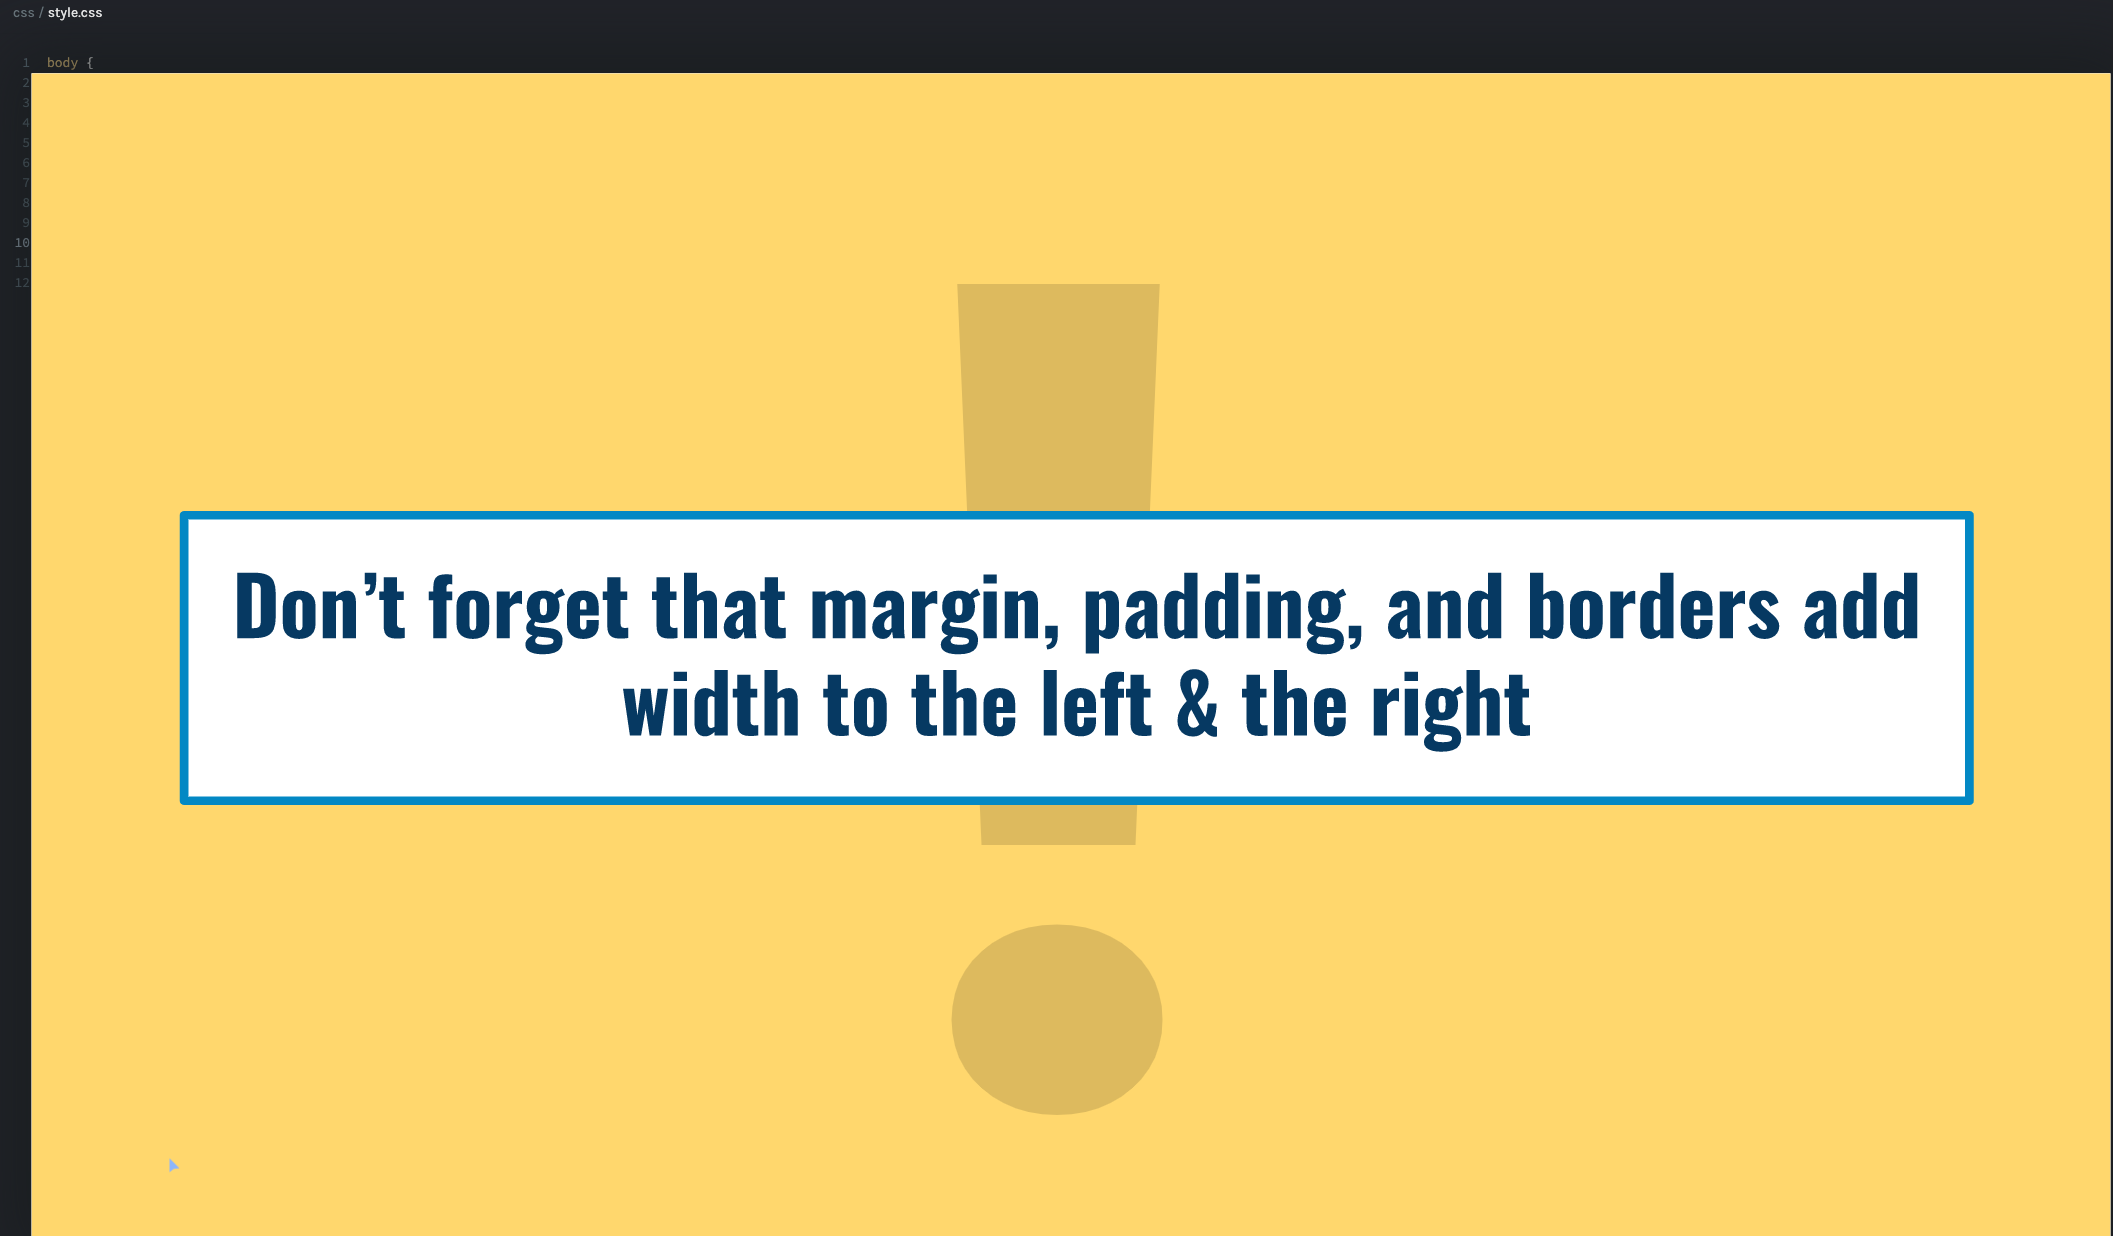 css / style.css
1 body {
2
3
4
5
6
7
8
9
10
11
12
Don’t forget that margin, padding, and borders add
width to the left & the right